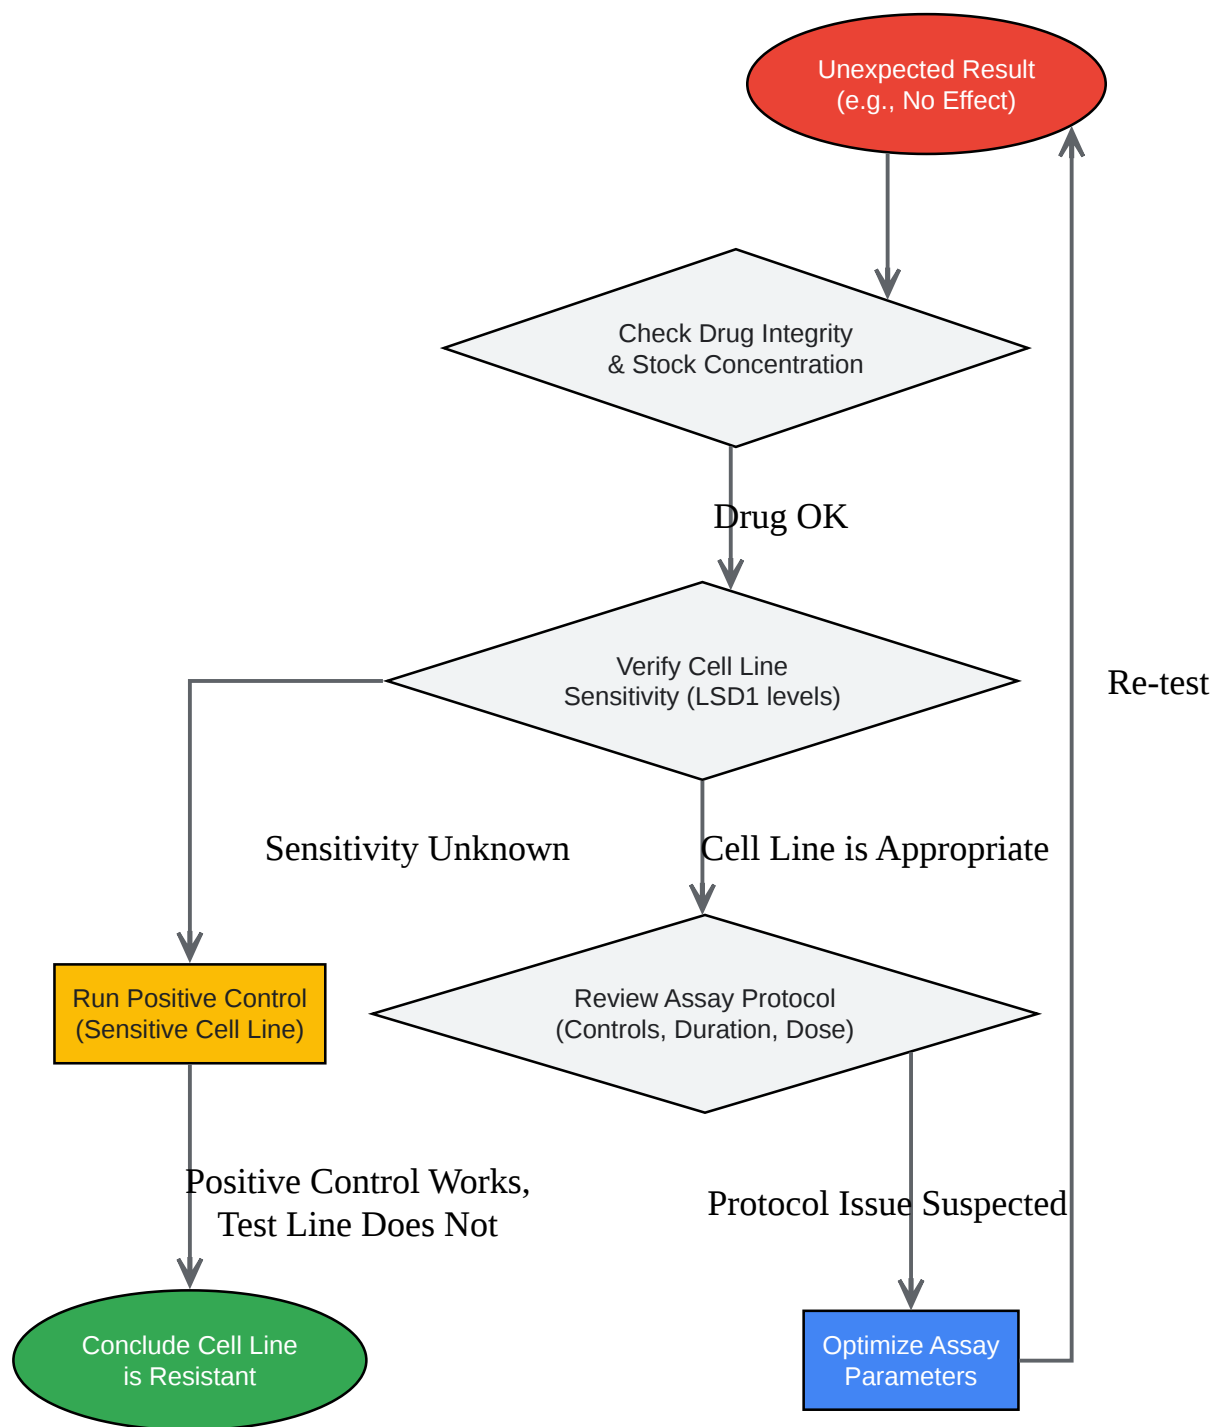 Unexpected Result
(e.g., No Effect)
Check Drug Integrity
& Stock Concentration
Drug OK
Verify Cell Line
Sensitivity (LSD1 levels)
Re-test
Sensitivity Unknown
Cell Line is Appropriate
Run Positive Control
(Sensitive Cell Line)
Review Assay Protocol
(Controls, Duration, Dose)
Positive Control Works,
Test Line Does Not
Protocol Issue Suspected
Conclude Cell Line
is Resistant
Optimize Assay
Parameters